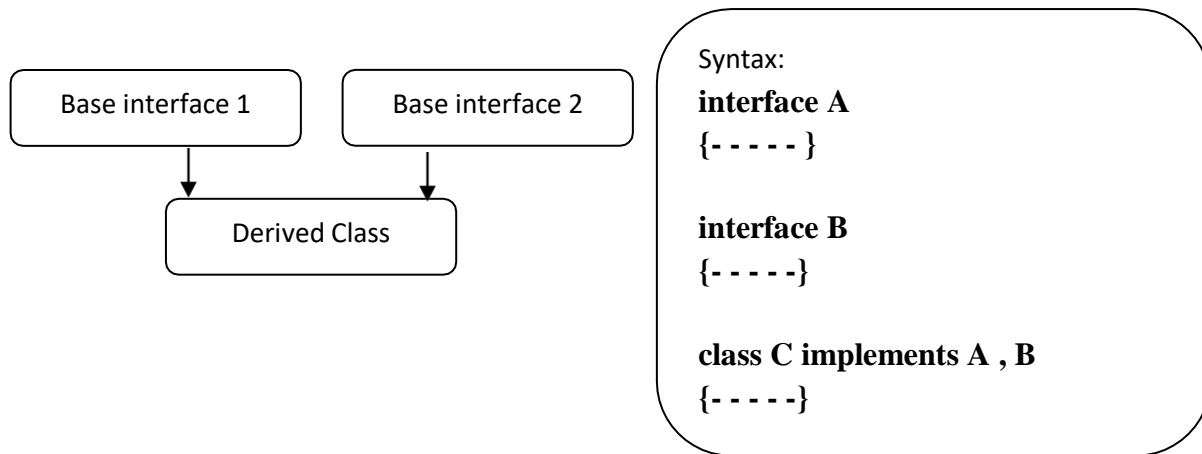 Base interface 1
Base interface 2
Derived Class
Syntax:
interface A
{- - - - - }
interface B
{- - - - -}
class C implements A , B
{- - - - -}